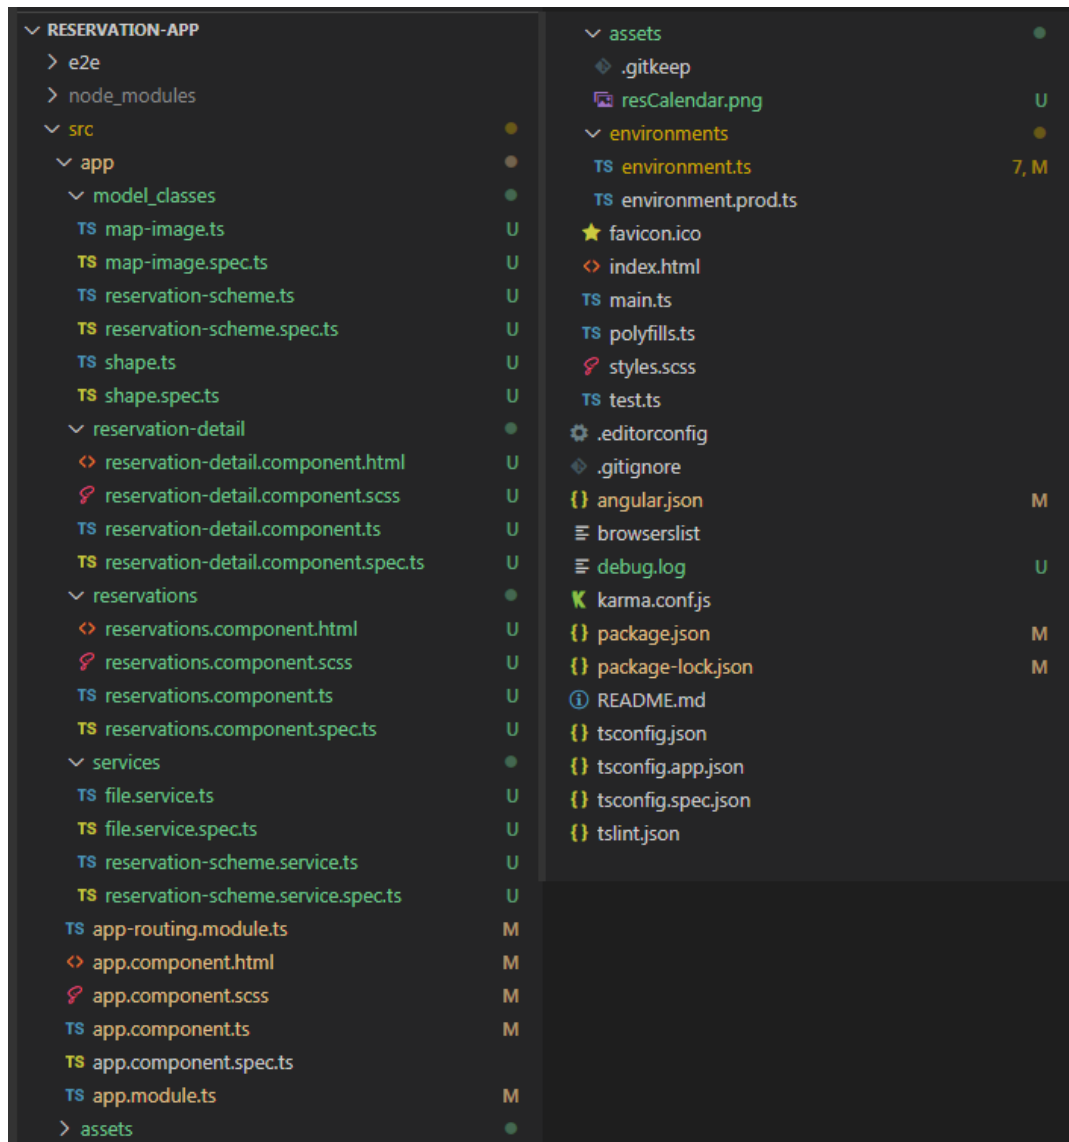 RESERVATION-APP
e2e
node_modules
src
app
model_classes
TS map-image.ts U
TS map-image.spec.ts U
TS reservation-scheme.ts U
TS reservation-scheme.spec.ts U
TS shape.ts U
TS shape.spec.ts U
reservation-detail
<> reservation-detail.component.html U
reservation-detail.component.scss U
TS reservation-detail.component.ts U
TS reservation-detail.component.spec.ts U
reservations
<> reservations.component.html U
reservations.component.scss U
TS reservations.component.ts U
TS reservations.component.spec.ts U
services
TS file.service.ts U
TS file.service.spec.ts U
TS reservation-scheme.service.ts U
TS reservation-scheme.service.spec.ts U
TS app-routing.module.ts M
<> app.component.html M
app.component.scss M
TS app.component.ts M
TS app.component.spec.ts
TS app.module.ts M
assets
assets
.gitkeep
resCalendar.png U
environments
TS environment.ts 7, M
TS environment.prod.ts
favicon.ico
<> index.html
TS main.ts
TS polyfills.ts
styles.scss
TS test.ts
.editorconfig
.gitignore
{} angular.json M
browserslist
debug.log U
K karma.conf.js
{} package.json M
{} package-lock.json M
README.md
{} tsconfig.json
{} tsconfig.app.json
{} tsconfig.spec.json
{} tslint.json